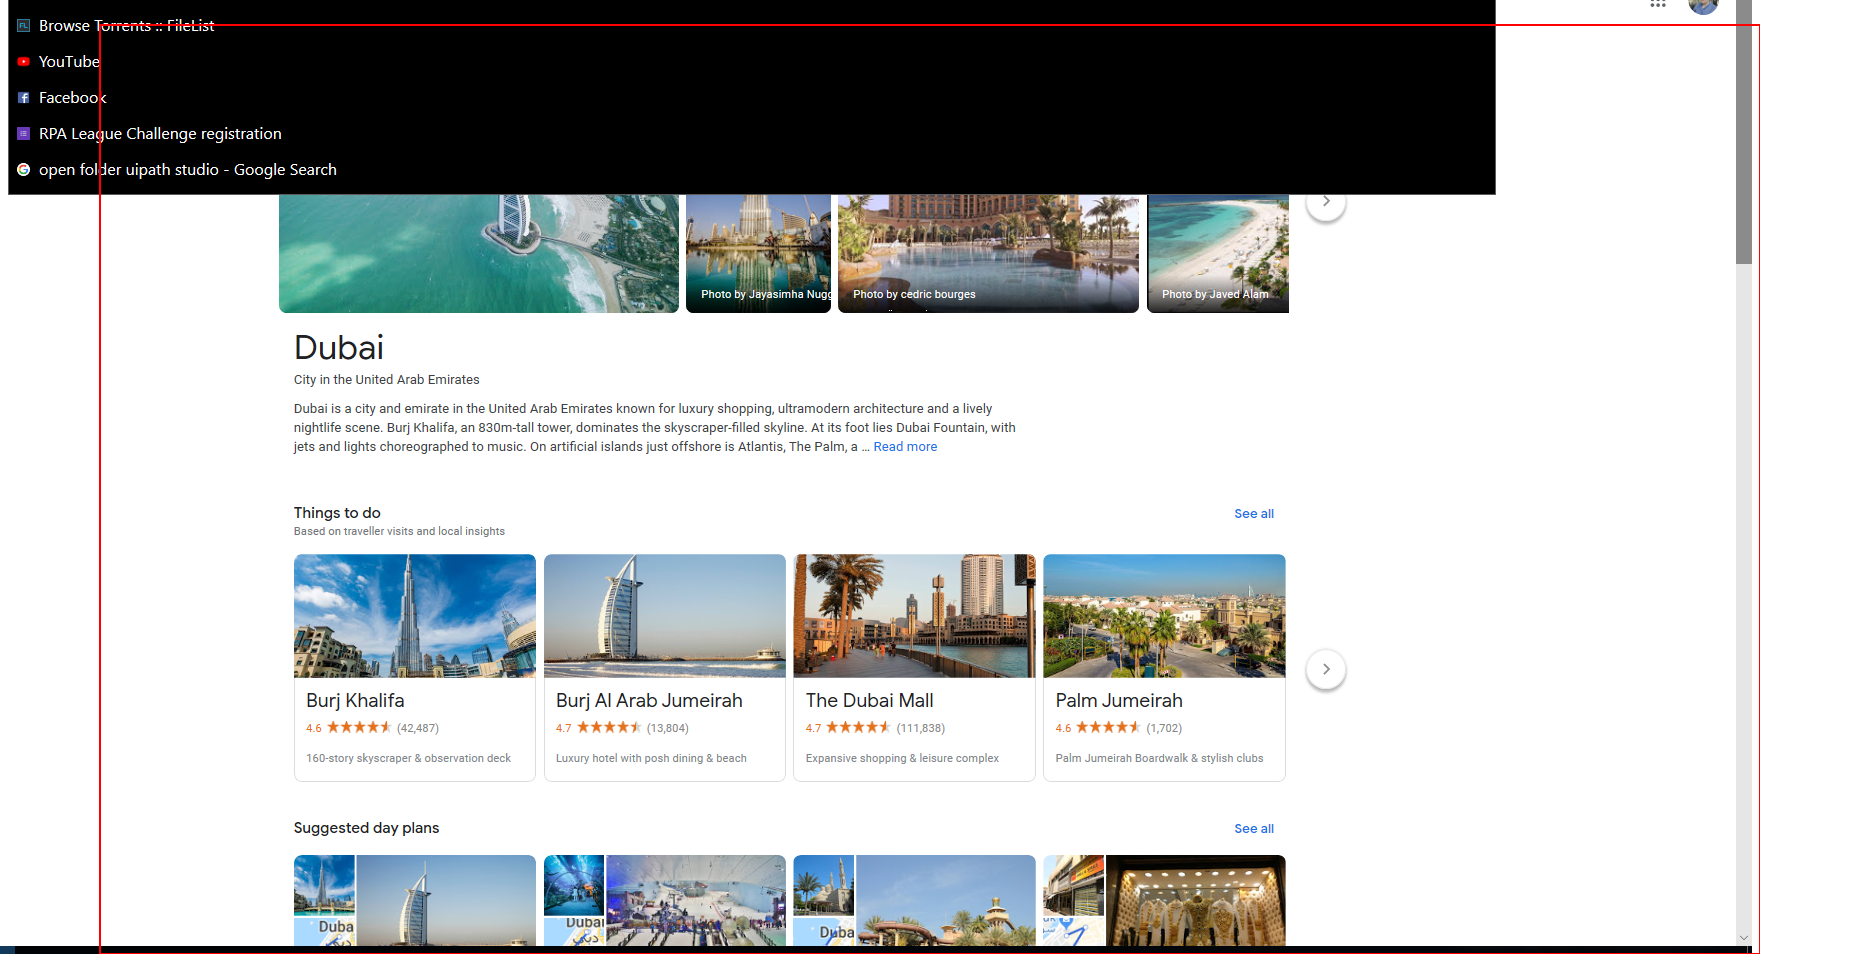 Browse Torrents :: FileList
YouTube
Facebook
RPA League Challenge registration
open folder uipath studio - Google Search
Photo by Jayasimha Nugg
Photo by cedric bourges
Photo by Javed Alam
Dubai
City in the United Arab Emirates
Dubai is a city and emirate in the United Arab Emirates known for luxury shopping, ultramodern architecture and a lively
nightlife scene. Burj Khalifa, an 830m-tall tower, dominates the skyscraper-filled skyline. At its foot lies Dubai Fountain, with
jets and lights choreographed to music. On artificial islands just offshore is Atlantis, The Palm, a ... Read more
Things to do
See all
Based on traveller visits and local insights
Burj Khalifa
4.6 (42,487)
160-story skyscraper & observation deck
Burj Al Arab Jumeirah
4.7 (13,804)
Luxury hotel with posh dining & beach
The Dubai Mall
4.7 (111,838)
Expansive shopping & leisure complex
Palm Jumeirah
4.6 (1,702)
Palm Jumeirah Boardwalk & stylish clubs
Suggested day plans
See all
Dubai
Dubai
دبي
Dubai